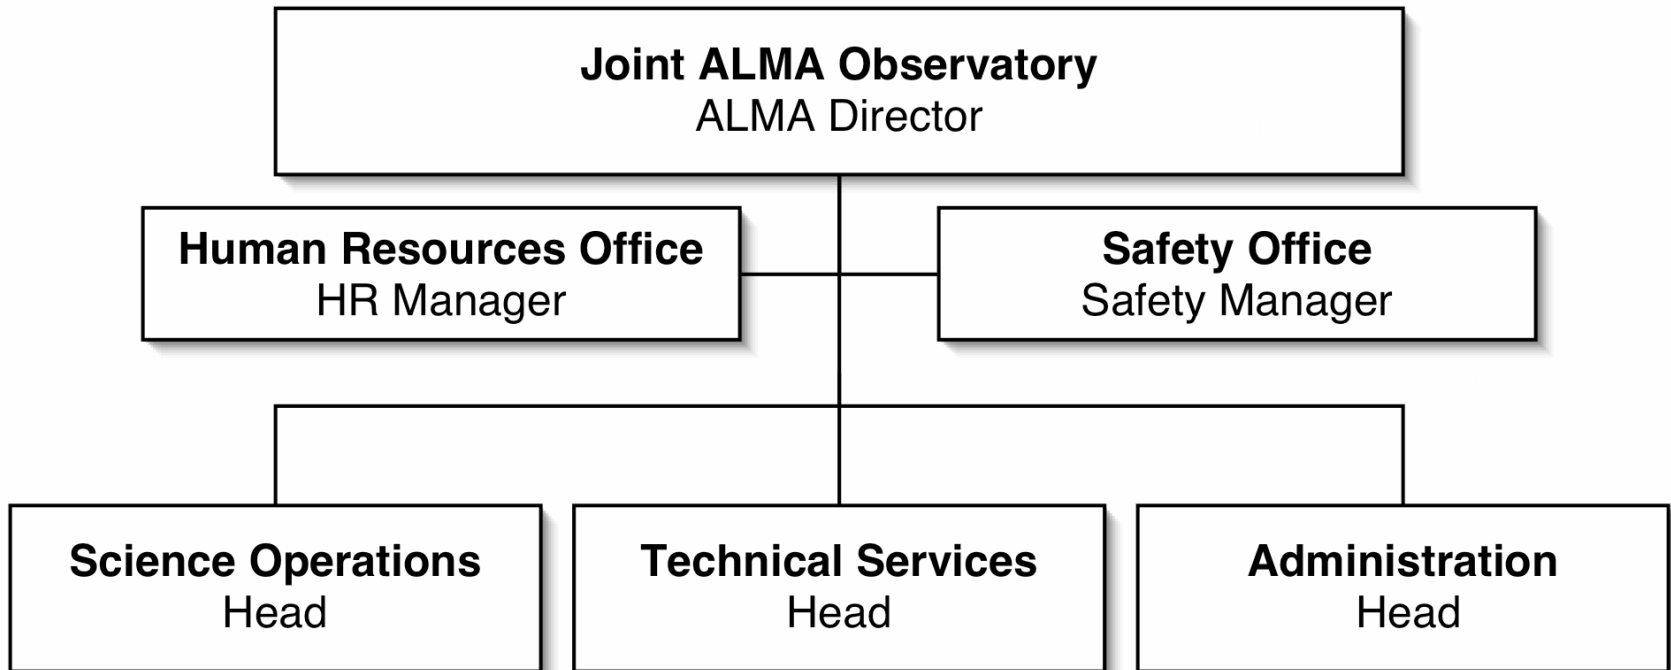 Joint ALMA Observatory
ALMA Director
Human Resources Office
HR Manager
Safety Office
Safety Manager
Science Operations
Head
Technical Services
Head
Administration
Head